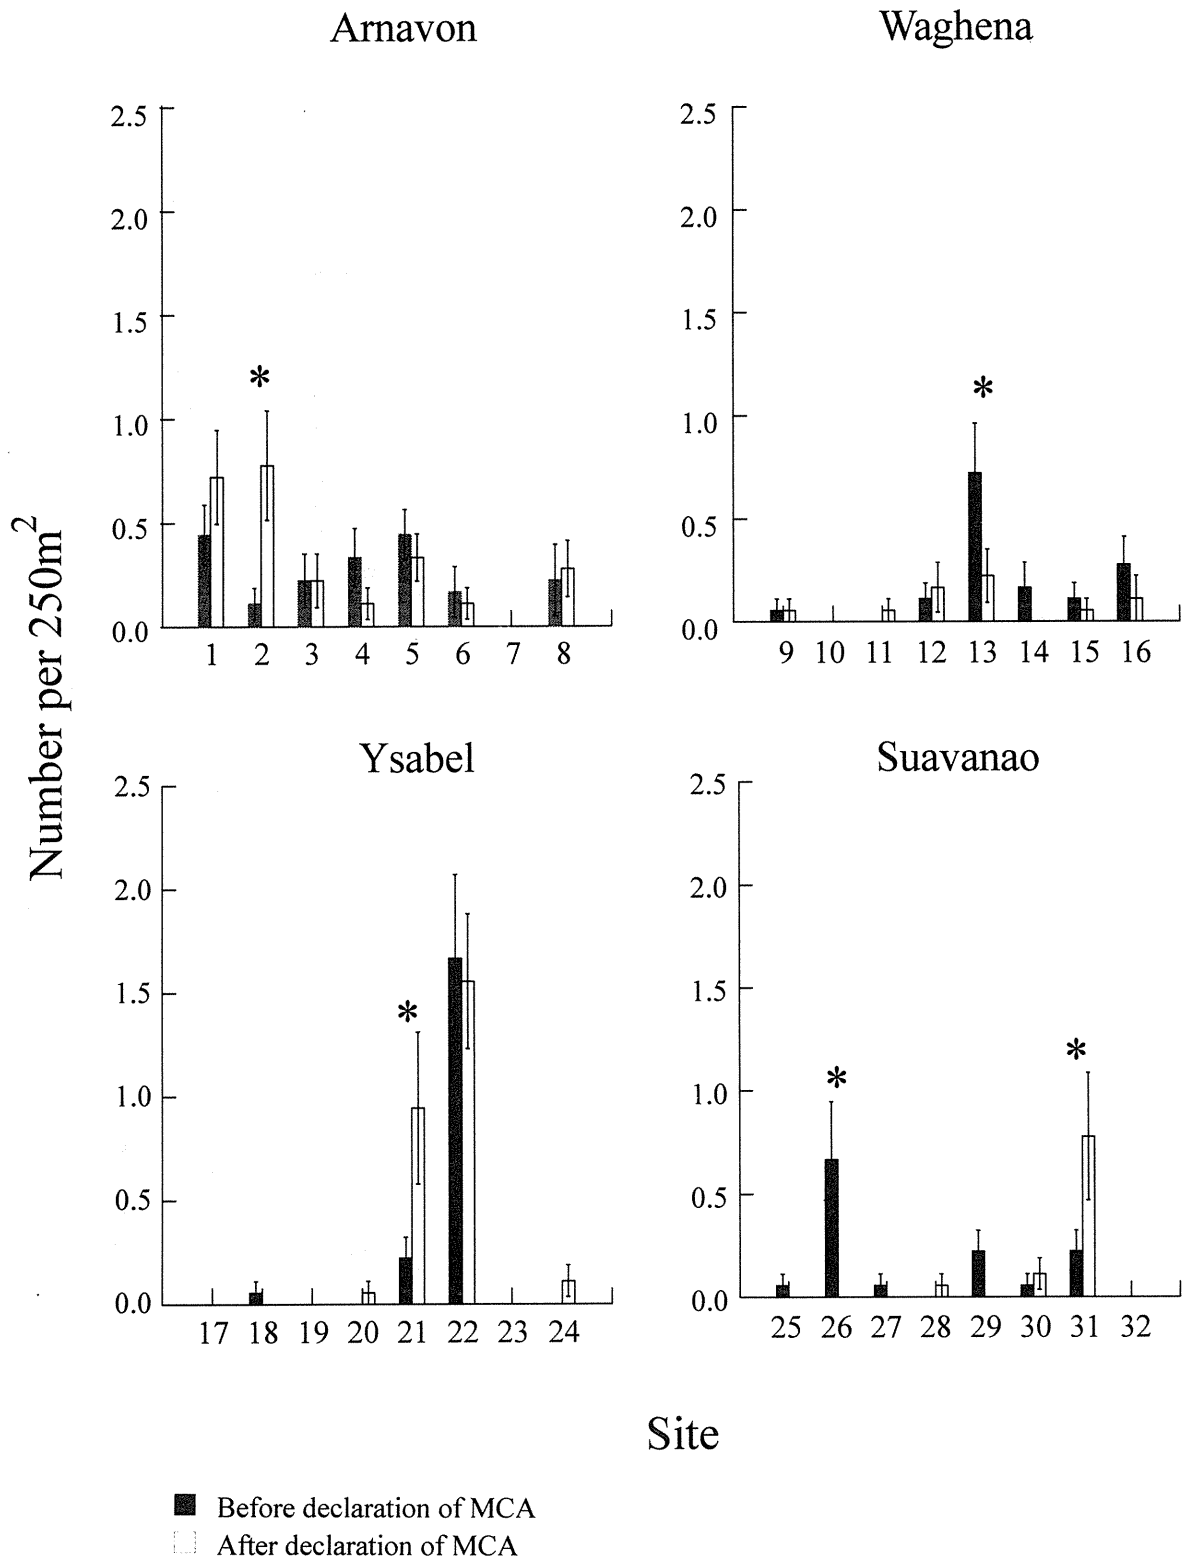 Arnavon
2.5
2.0
1.5
1.0
0.5
0.0
*
1 2 3 4 5 6 7 8
Waghena
2.5
2.0
1.5
1.0
0.5
0.0
*
9 10 11 12 13 14 15 16
Number per 250m²
Ysabel
2.5
2.0
1.5
1.0
0.5
0.0
*
17 18 19 20 21 22 23 24
Suavanao
2.5
2.0
1.5
1.0
0.5
0.0
* *
25 26 27 28 29 30 31 32
Site
Before declaration of MCA
After declaration of MCA